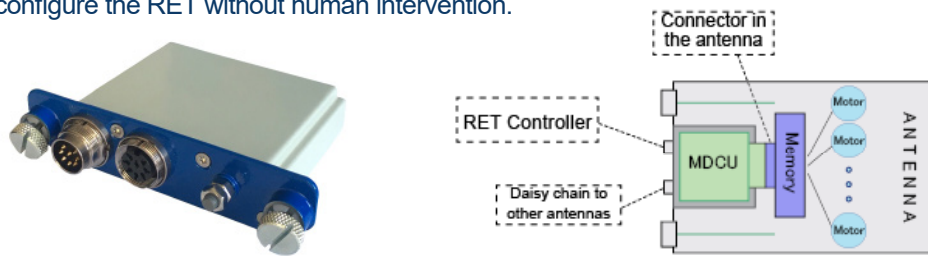 configure the RET without human intervention.
Connector in
the antenna
RET Controller
Daisy chain to
other antennas
MDCU
Memory
Motor
Motor
Motor
ANTENNA